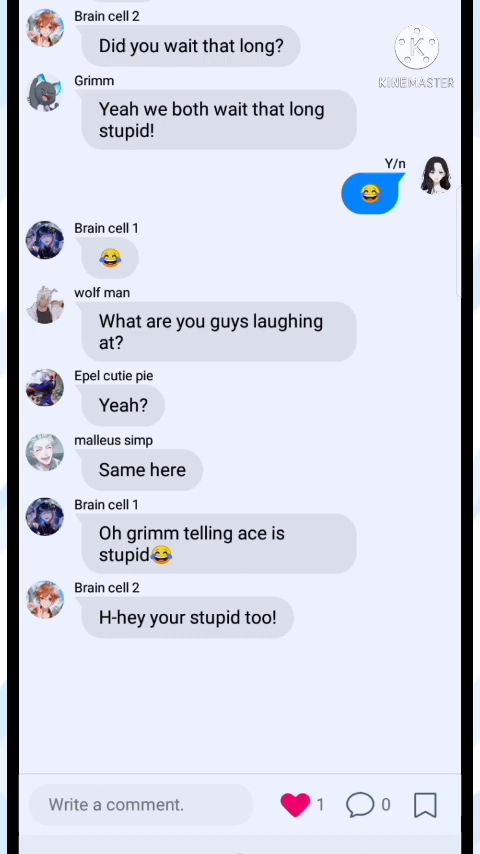 Brain cell 2
Did you wait that long?
KINEMASTER
Grimm
Yeah we both wait that long
stupid!
Y/n
😂
Brain cell 1
😂
wolf man
What are you guys laughing
at?
Epel cutie pie
Yeah?
malleus simp
Same here
Brain cell 1
Oh grimm telling ace is
stupid😂
Brain cell 2
H-hey your stupid too!
Write a comment.
1
0